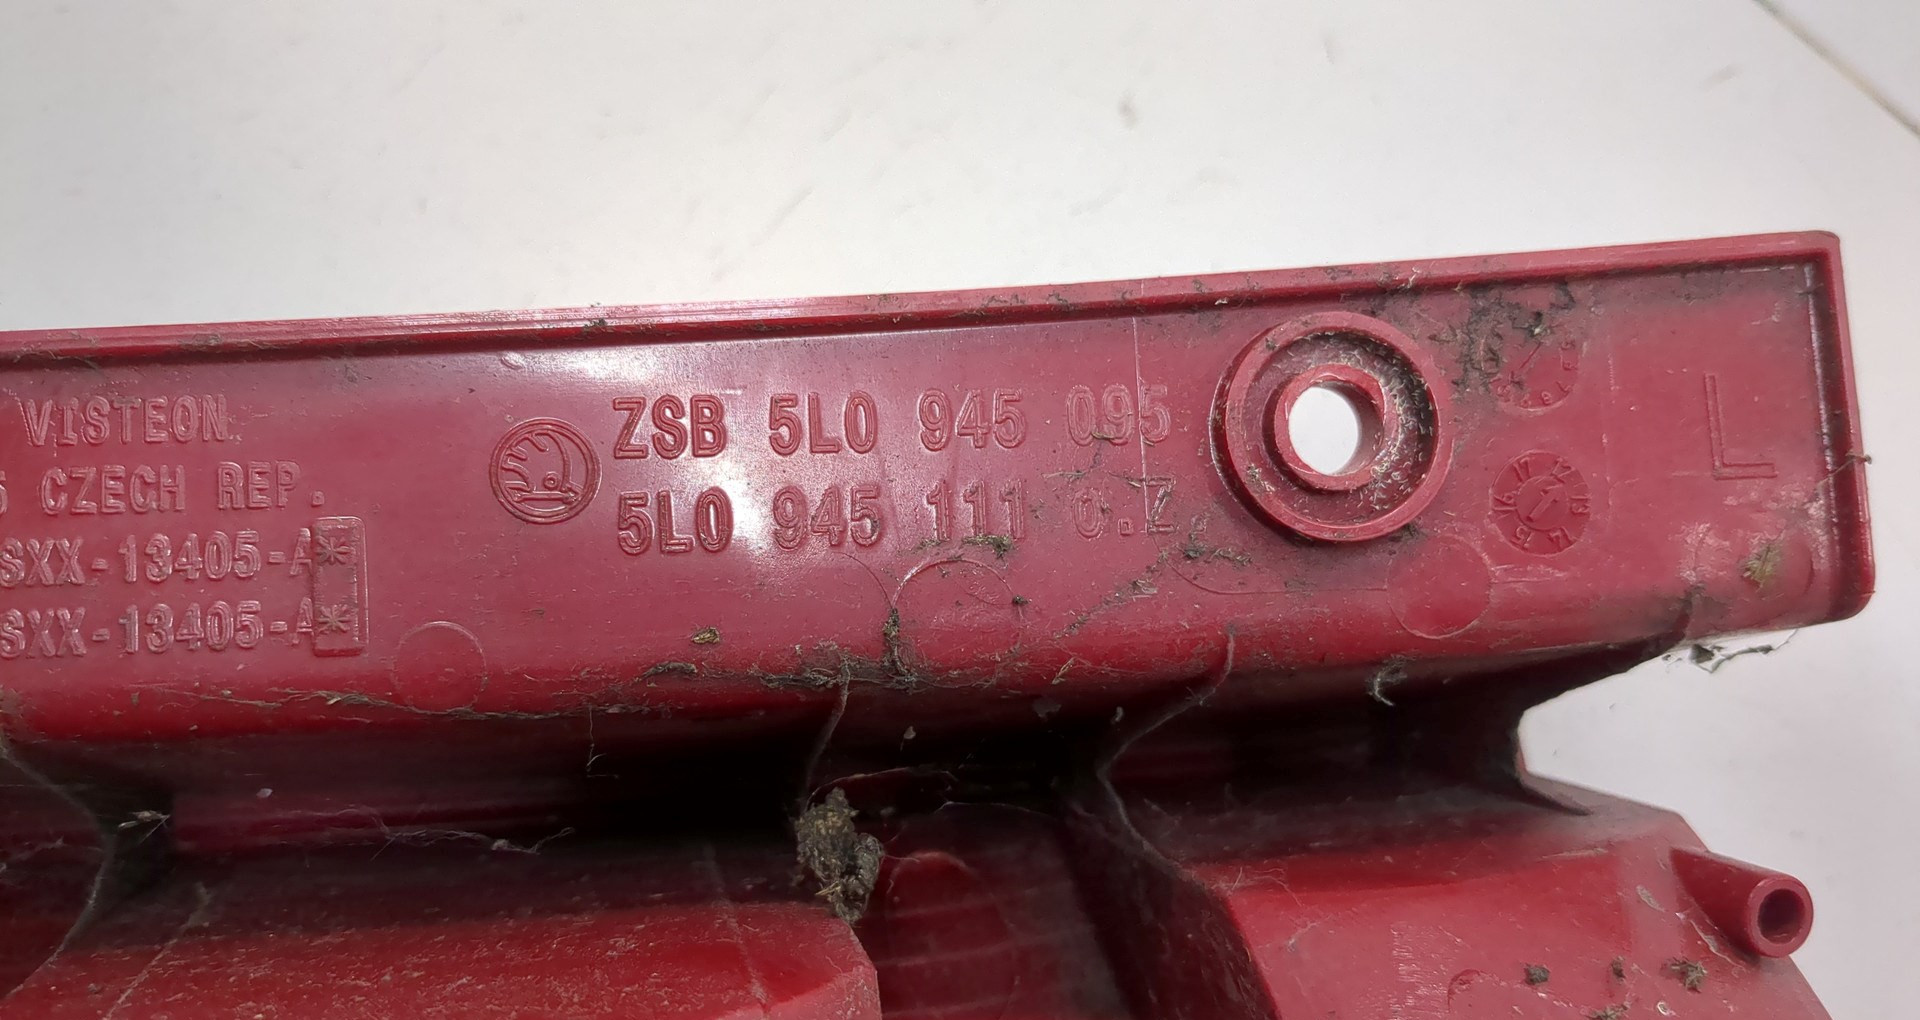 VISTEON
CZECH REP.
SXX-13405-A*
SXX-13405-A*
ZSB 5L0 945 095
5L0 945 111 O.Z.
L